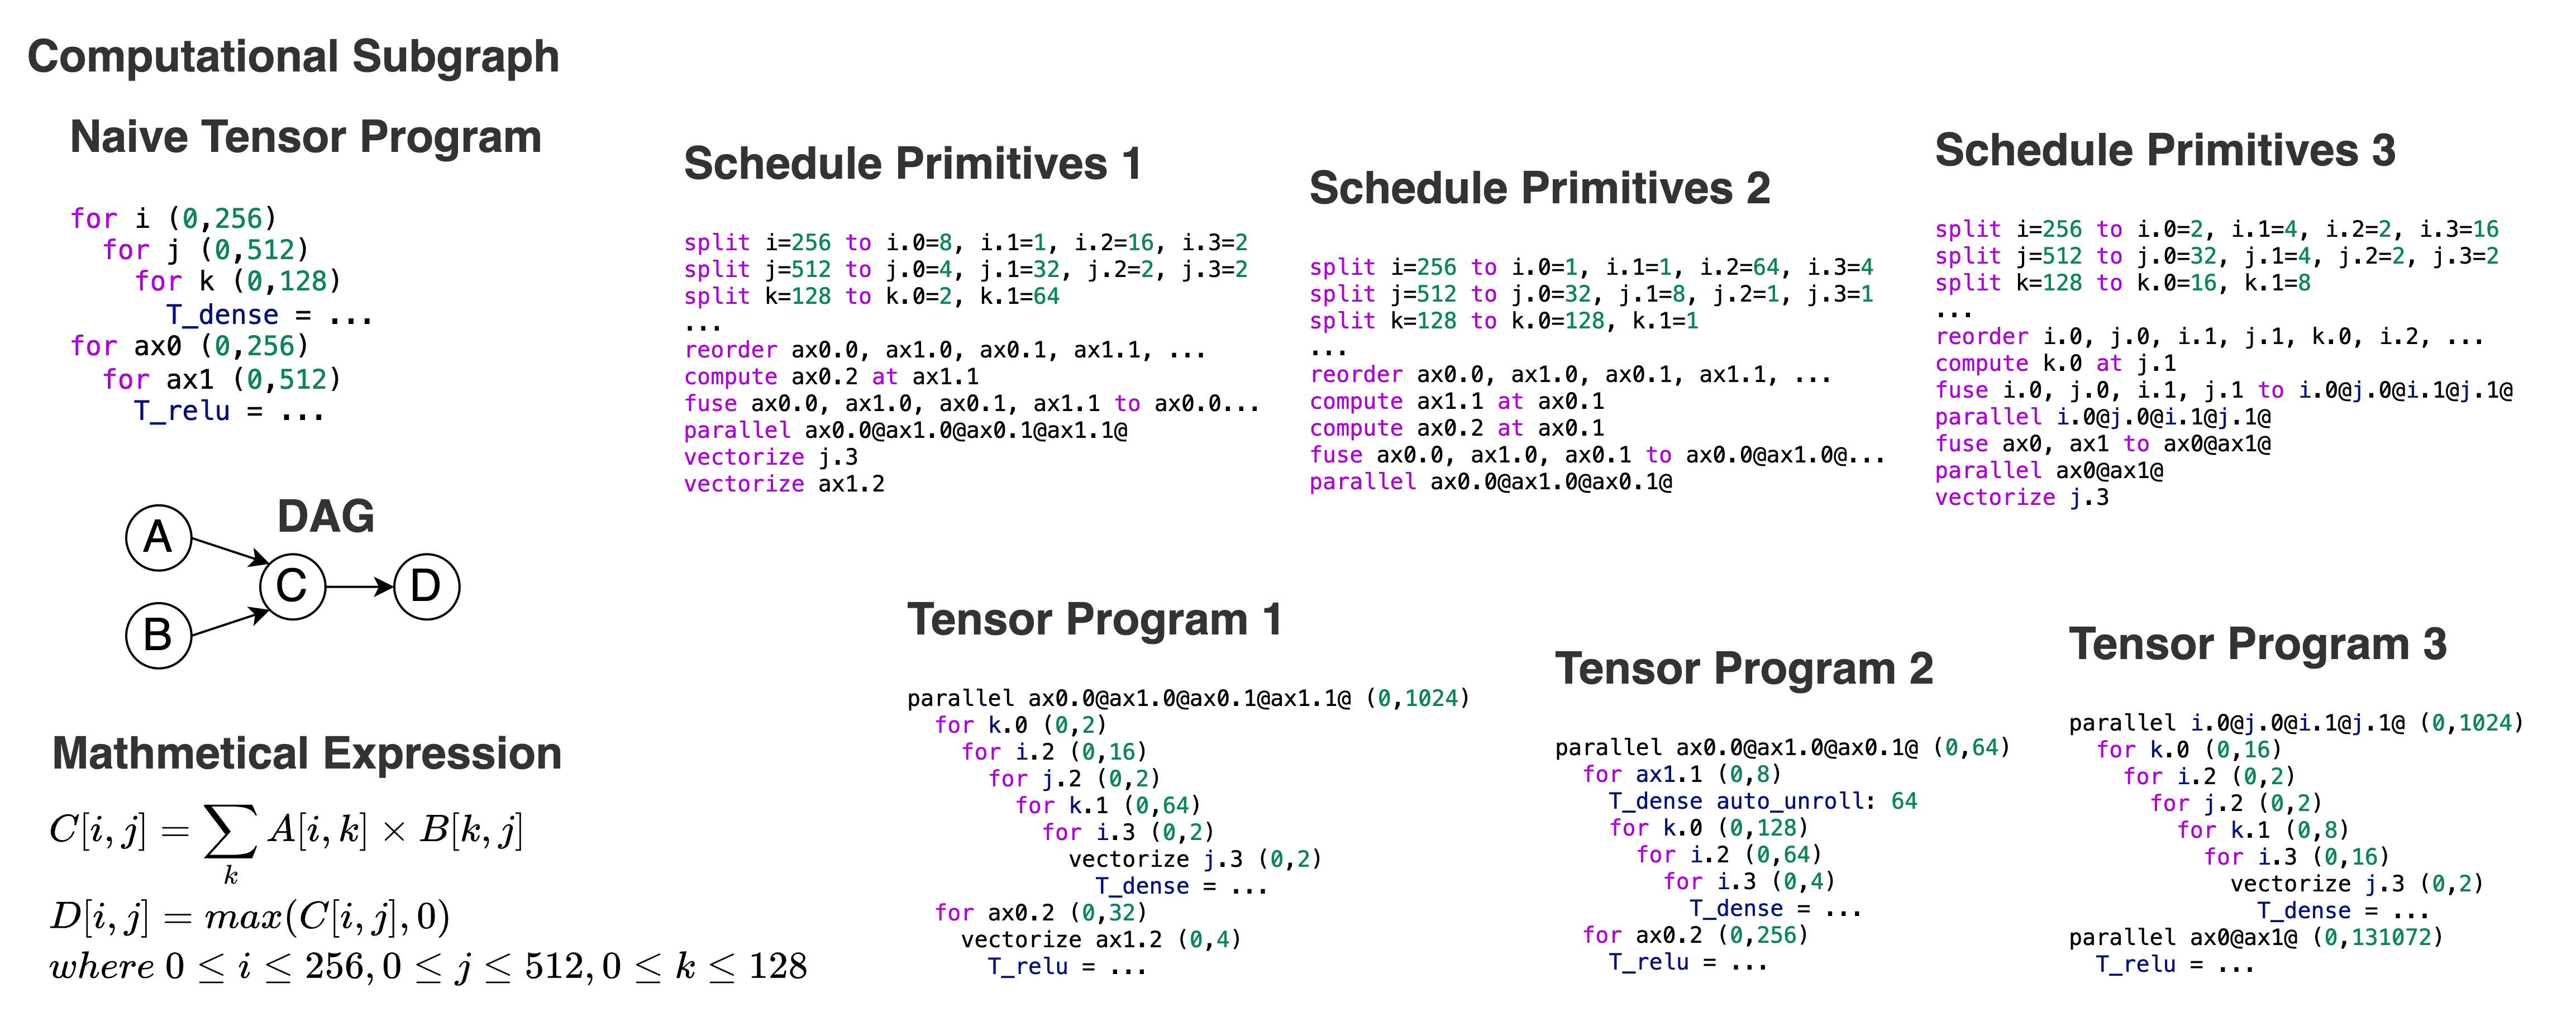 Computational Subgraph
Naive Tensor Program
for i (0,256)
for j (0,512)
for k (0,128)
T_dense = ...
for ax0 (0,256)
for ax1 (0,512)
T_relu = ...
DAG
A
B
C
D
Mathmetical Expression
C[i, j] = ∑_k A[i, k] × B[k, j]
D[i, j] = max(C[i, j], 0)
where 0 ≤ i ≤ 256, 0 ≤ j ≤ 512, 0 ≤ k ≤ 128
Schedule Primitives 1
split i=256 to i.0=8, i.1=1, i.2=16, i.3=2
split j=512 to j.0=4, j.1=32, j.2=2, j.3=2
split k=128 to k.0=2, k.1=64
...
reorder ax0.0, ax1.0, ax0.1, ax1.1, ...
compute ax0.2 at ax1.1
fuse ax0.0, ax1.0, ax0.1, ax1.1 to ax0.0...
parallel ax0.0@ax1.0@ax0.1@ax1.1@
vectorize j.3
vectorize ax1.2
Schedule Primitives 2
split i=256 to i.0=1, i.1=1, i.2=64, i.3=4
split j=512 to j.0=32, j.1=8, j.2=1, j.3=1
split k=128 to k.0=128, k.1=1
...
reorder ax0.0, ax1.0, ax0.1, ax1.1, ...
compute ax1.1 at ax0.1
compute ax0.2 at ax0.1
fuse ax0.0, ax1.0, ax0.1 to ax0.0@ax1.0@...
parallel ax0.0@ax1.0@ax0.1@
Schedule Primitives 3
split i=256 to i.0=2, i.1=4, i.2=2, i.3=16
split j=512 to j.0=32, j.1=4, j.2=2, j.3=2
split k=128 to k.0=16, k.1=8
...
reorder i.0, j.0, i.1, j.1, k.0, i.2, ...
compute k.0 at j.1
fuse i.0, j.0, i.1, j.1 to i.0@j.0@i.1@j.1@
parallel i.0@j.0@i.1@j.1@
fuse ax0, ax1 to ax0@ax1@
parallel ax0@ax1@
vectorize j.3
Tensor Program 1
parallel ax0.0@ax1.0@ax0.1@ax1.1@ (0,1024)
for k.0 (0,2)
for i.2 (0,16)
for j.2 (0,2)
for k.1 (0,64)
for i.3 (0,2)
vectorize j.3 (0,2)
T_dense = ...
for ax0.2 (0,32)
vectorize ax1.2 (0,4)
T_relu = ...
Tensor Program 2
parallel ax0.0@ax1.0@ax0.1@ (0,64)
for ax1.1 (0,8)
T_dense auto_unroll: 64
for k.0 (0,128)
for i.2 (0,64)
for i.3 (0,4)
T_dense = ...
for ax0.2 (0,256)
T_relu = ...
Tensor Program 3
parallel i.0@j.0@i.1@j.1@ (0,1024)
for k.0 (0,16)
for i.2 (0,2)
for j.2 (0,2)
for k.1 (0,8)
for i.3 (0,16)
vectorize j.3 (0,2)
T_dense = ...
parallel ax0@ax1@ (0,131072)
T_relu = ...